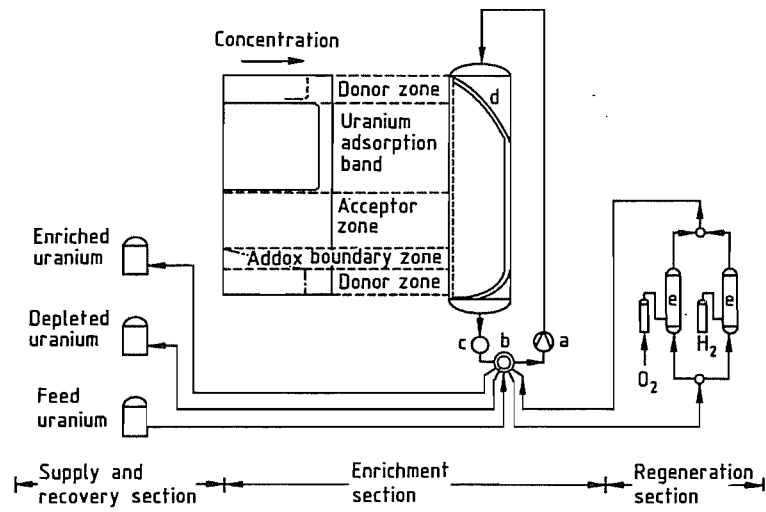 Concentration
Donor zone
d
Uranium
adsorption
band
Acceptor
zone
Addox boundary zone
Donor zone
Enriched
uranium
Depleted
uranium
Feed
uranium
c
b
a
e
e
O2
H2
Supply and
recovery section
Enrichment
section
Regeneration
section